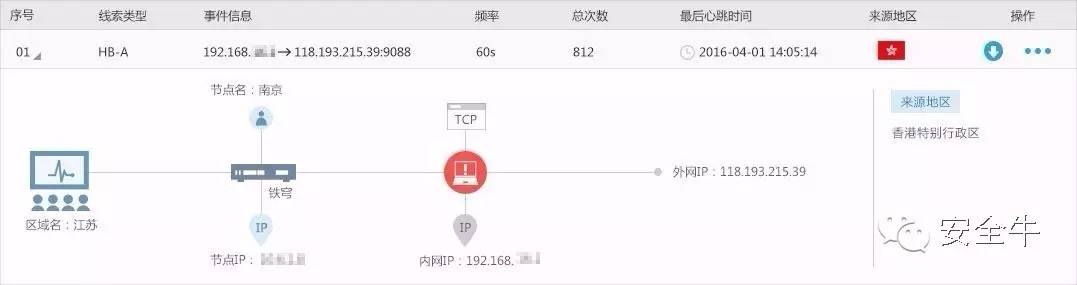 序号 线索类型 事件信息 频率 总次数 最后心跳时间 来源地区 操作
01 HB-A 192.168. →118.193.215.39:9088 60s 812 2016-04-01 14:05:14
节点名：南京
TCP
来源地区
香港特别行政区
外网IP：118.193.215.39
铁穹
区域名：江苏
IP
IP
节点IP：
内网IP：192.168.
安全牛